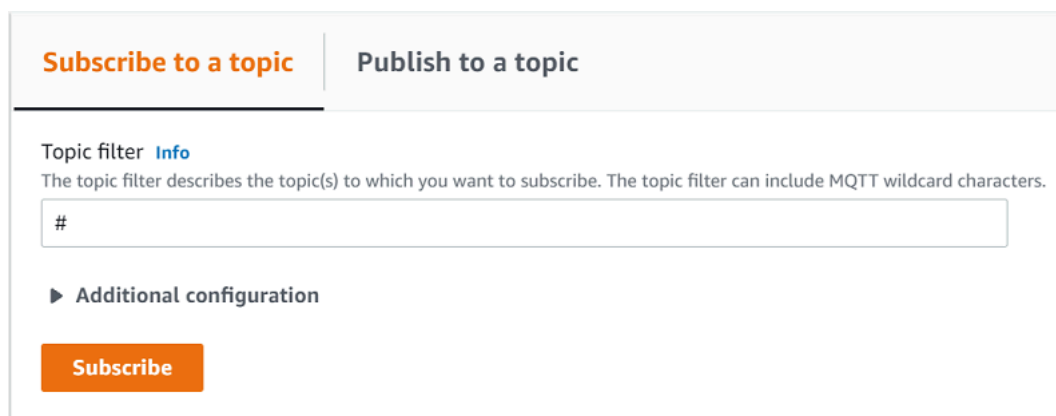 Subscribe to a topic
Publish to a topic
Topic filter Info
The topic filter describes the topic(s) to which you want to subscribe. The topic filter can include MQTT wildcard characters.
#
Additional configuration
Subscribe